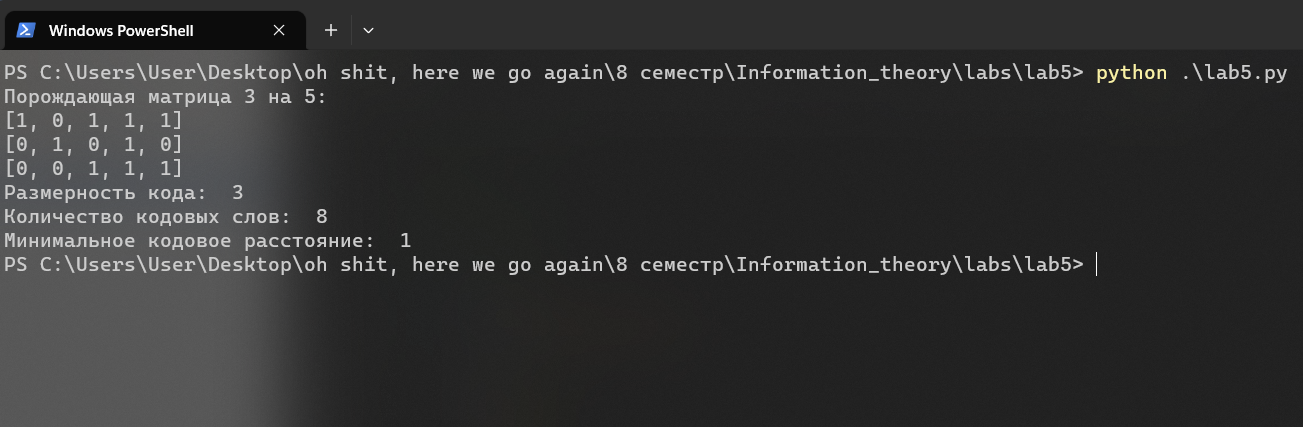 Windows PowerShell
PS C:\Users\User\Desktop\oh shit, here we go again\8 семестр\Information_theory\labs\lab5> python .\lab5.py
Порождающая матрица 3 на 5:
[1, 0, 1, 1, 1]
[0, 1, 0, 1, 0]
[0, 0, 1, 1, 1]
Размерность кода:  3
Количество кодовых слов:  8
Минимальное кодовое расстояние:  1
PS C:\Users\User\Desktop\oh shit, here we go again\8 семестр\Information_theory\labs\lab5>